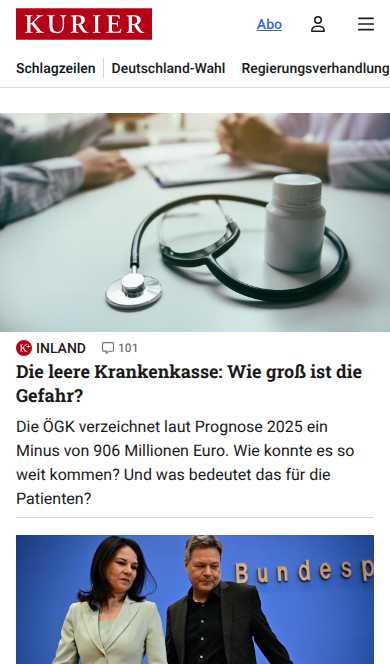 KURIER
Abo
Schlagzeilen
Deutschland-Wahl
Regierungsverhandlung
K+ INLAND
101
Die leere Krankenkasse: Wie groß ist die
Gefahr?
Die ÖGK verzeichnet laut Prognose 2025 ein
Minus von 906 Millionen Euro. Wie konnte es so
weit kommen? Und was bedeutet das für die
Patienten?
Bundesp